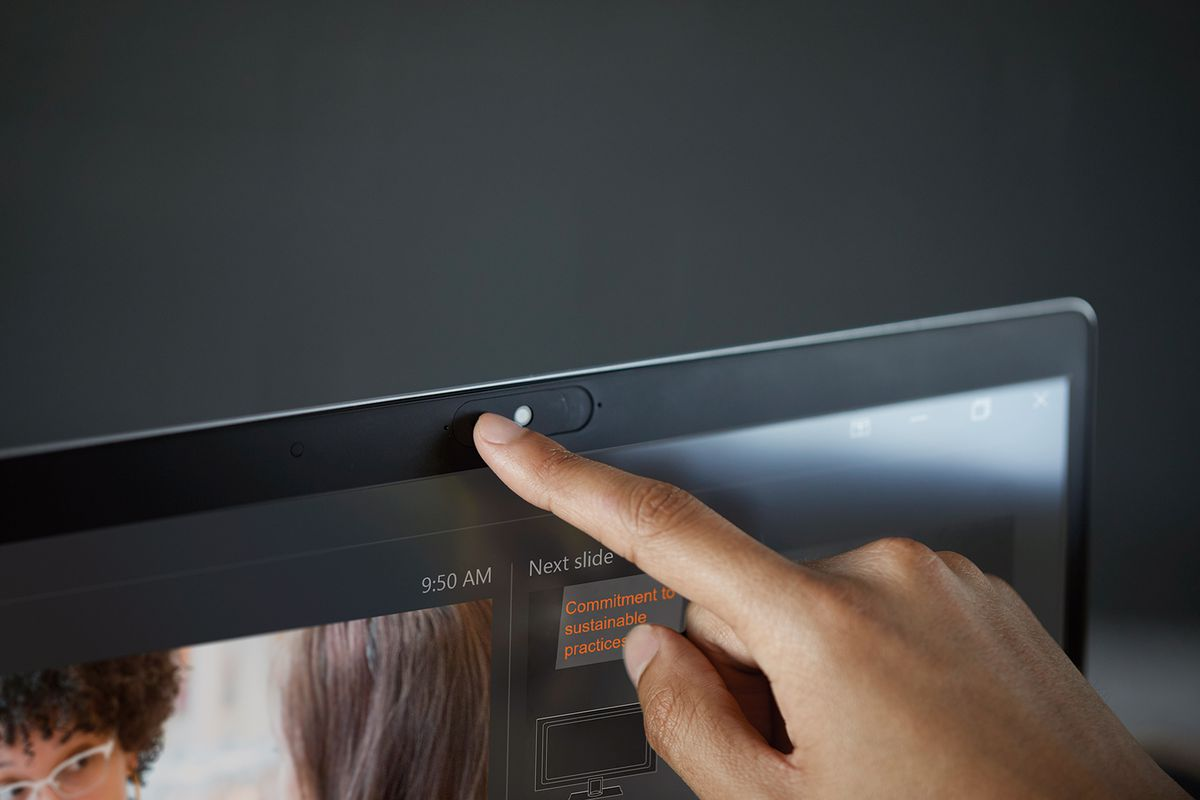 9:50 AM
Next slide
Commitment to
sustainable
practices